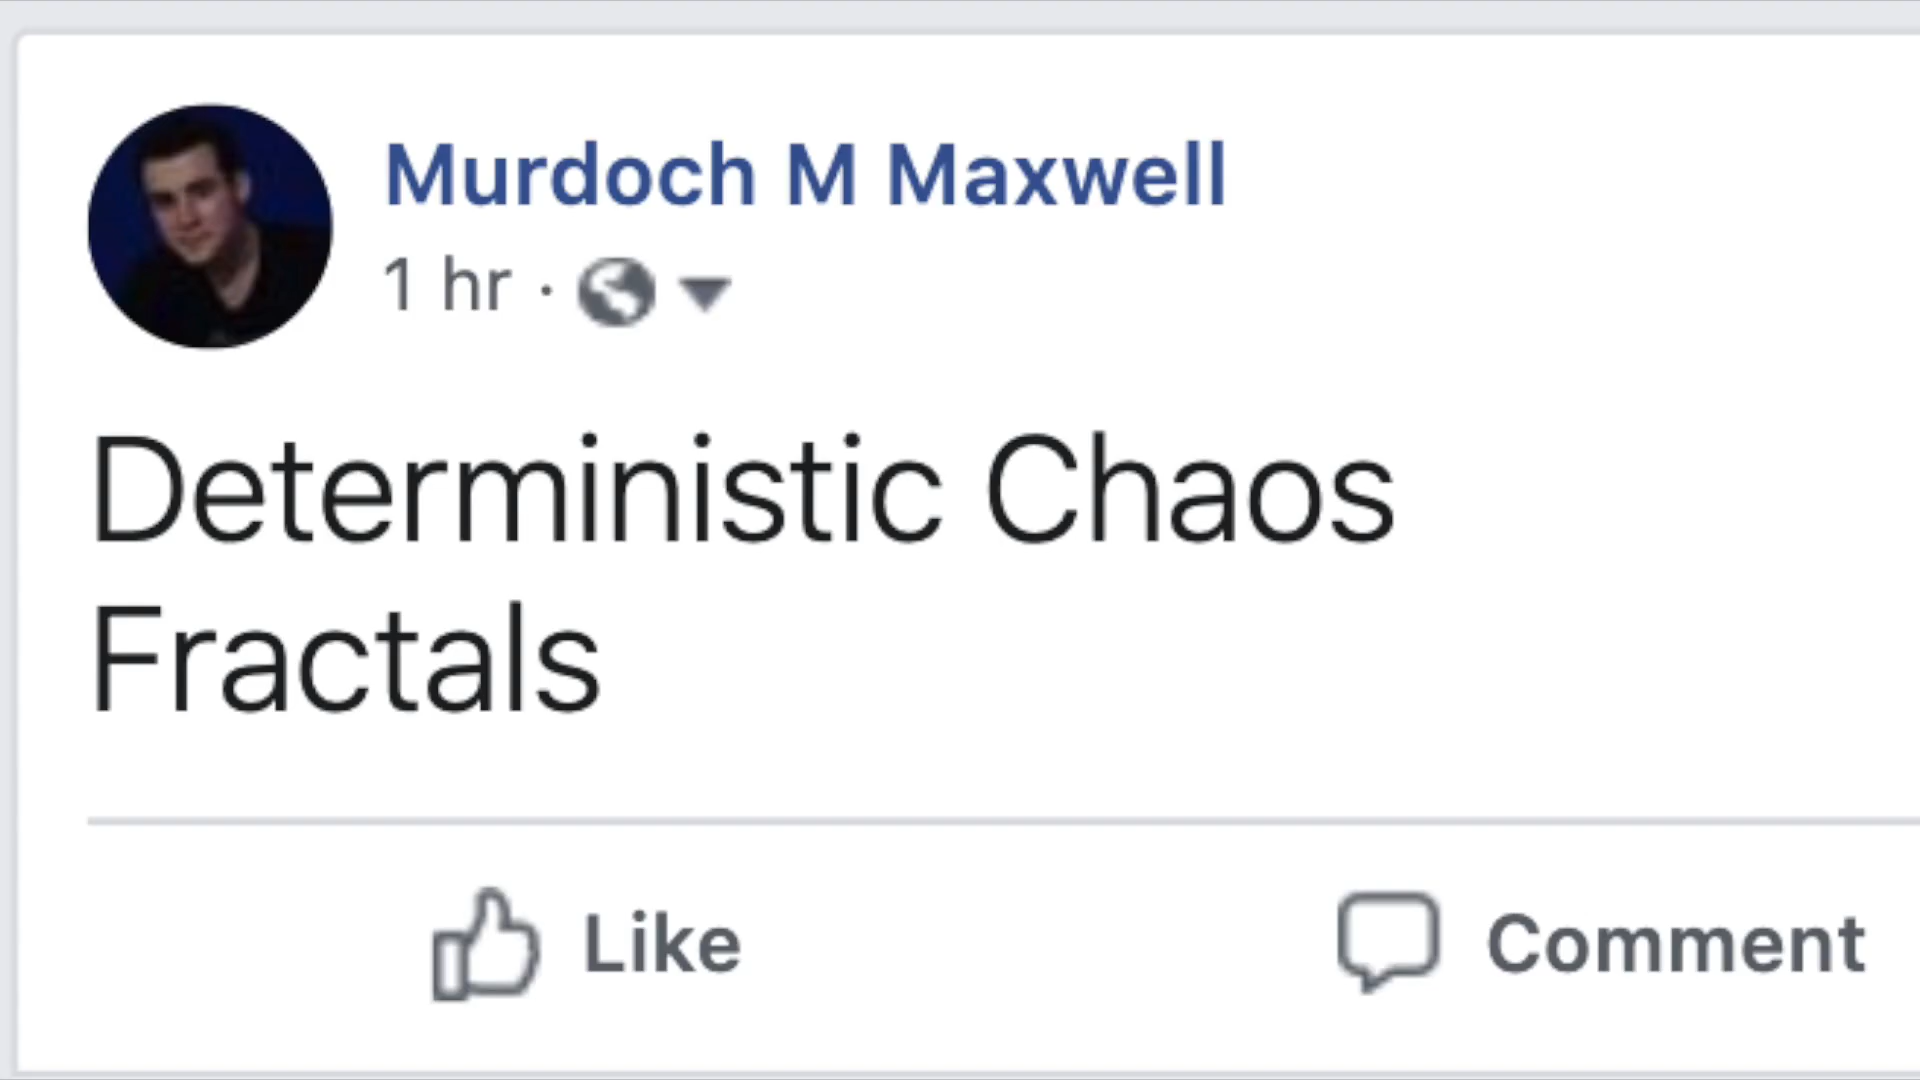 Murdoch M Maxwell
1 hr ·
Deterministic Chaos
Fractals
Like
Comment